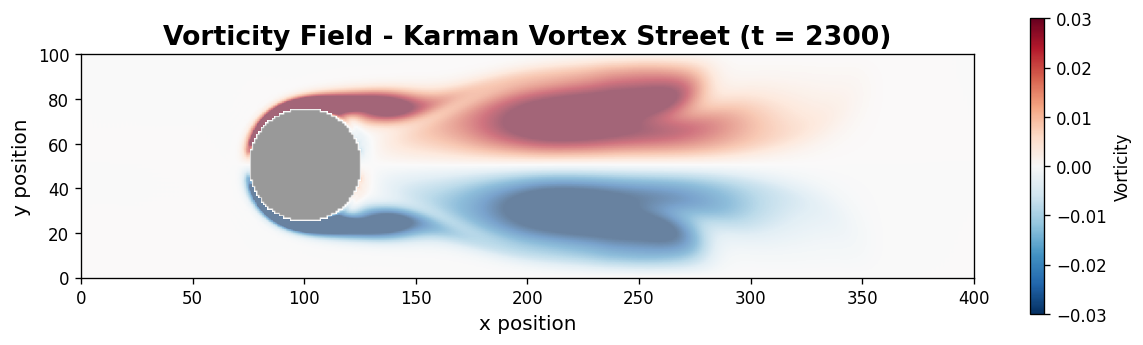 Vorticity Field - Karman Vortex Street (t = 2300)
100
80
60
40
20
0
y position
0 50 100 150 200 250 300 350 400
x position
0.03
0.02
0.01
0.00
−0.01
−0.02
−0.03
Vorticity